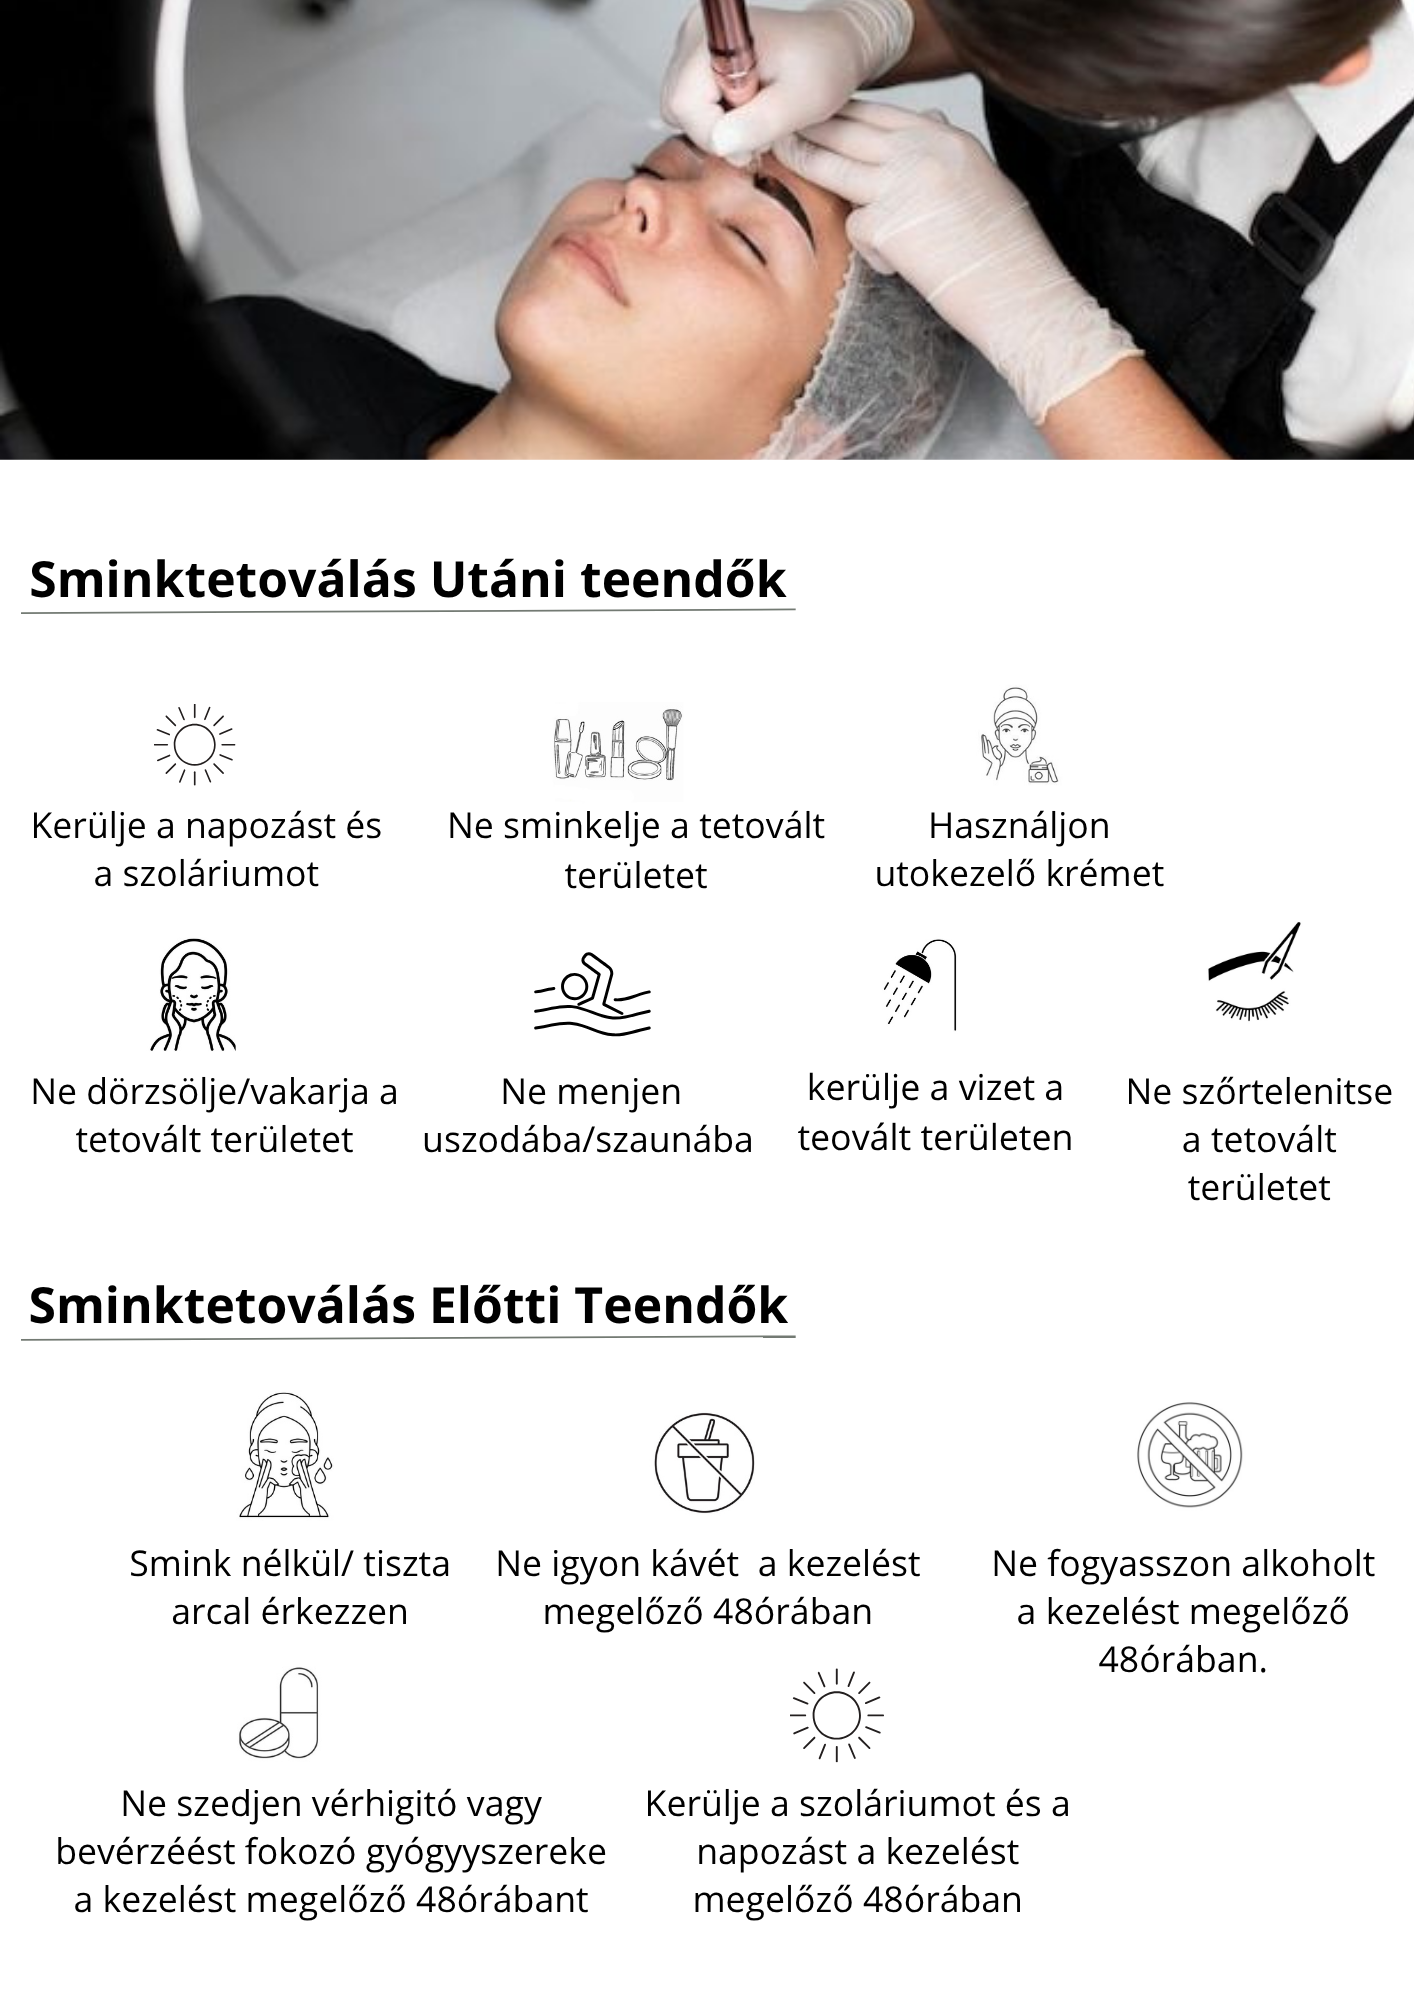 Sminktetoválás Utáni teendők
Kerülje a napozást és
a szoláriumot
Ne sminkelje a tetovált
területet
Használjon
utokezelő krémet
Ne dörzsölje/vakarja a
tetovált területet
Ne menjen
uszodába/szaunába
kerülje a vizet a
teovált területen
Ne szőrtelenitse
a tetovált
területet
Sminktetoválás Előtti Teendők
Smink nélkül/ tiszta
arcal érkezzen
Ne igyon kávét  a kezelést
megelőző 48órában
Ne fogyasszon alkoholt
a kezelést megelőző
48órában.
Ne szedjen vérhigitó vagy
bevérzéést fokozó gyógyyszereke
a kezelést megelőző 48órábant
Kerülje a szoláriumot és a
napozást a kezelést
megelőző 48órában